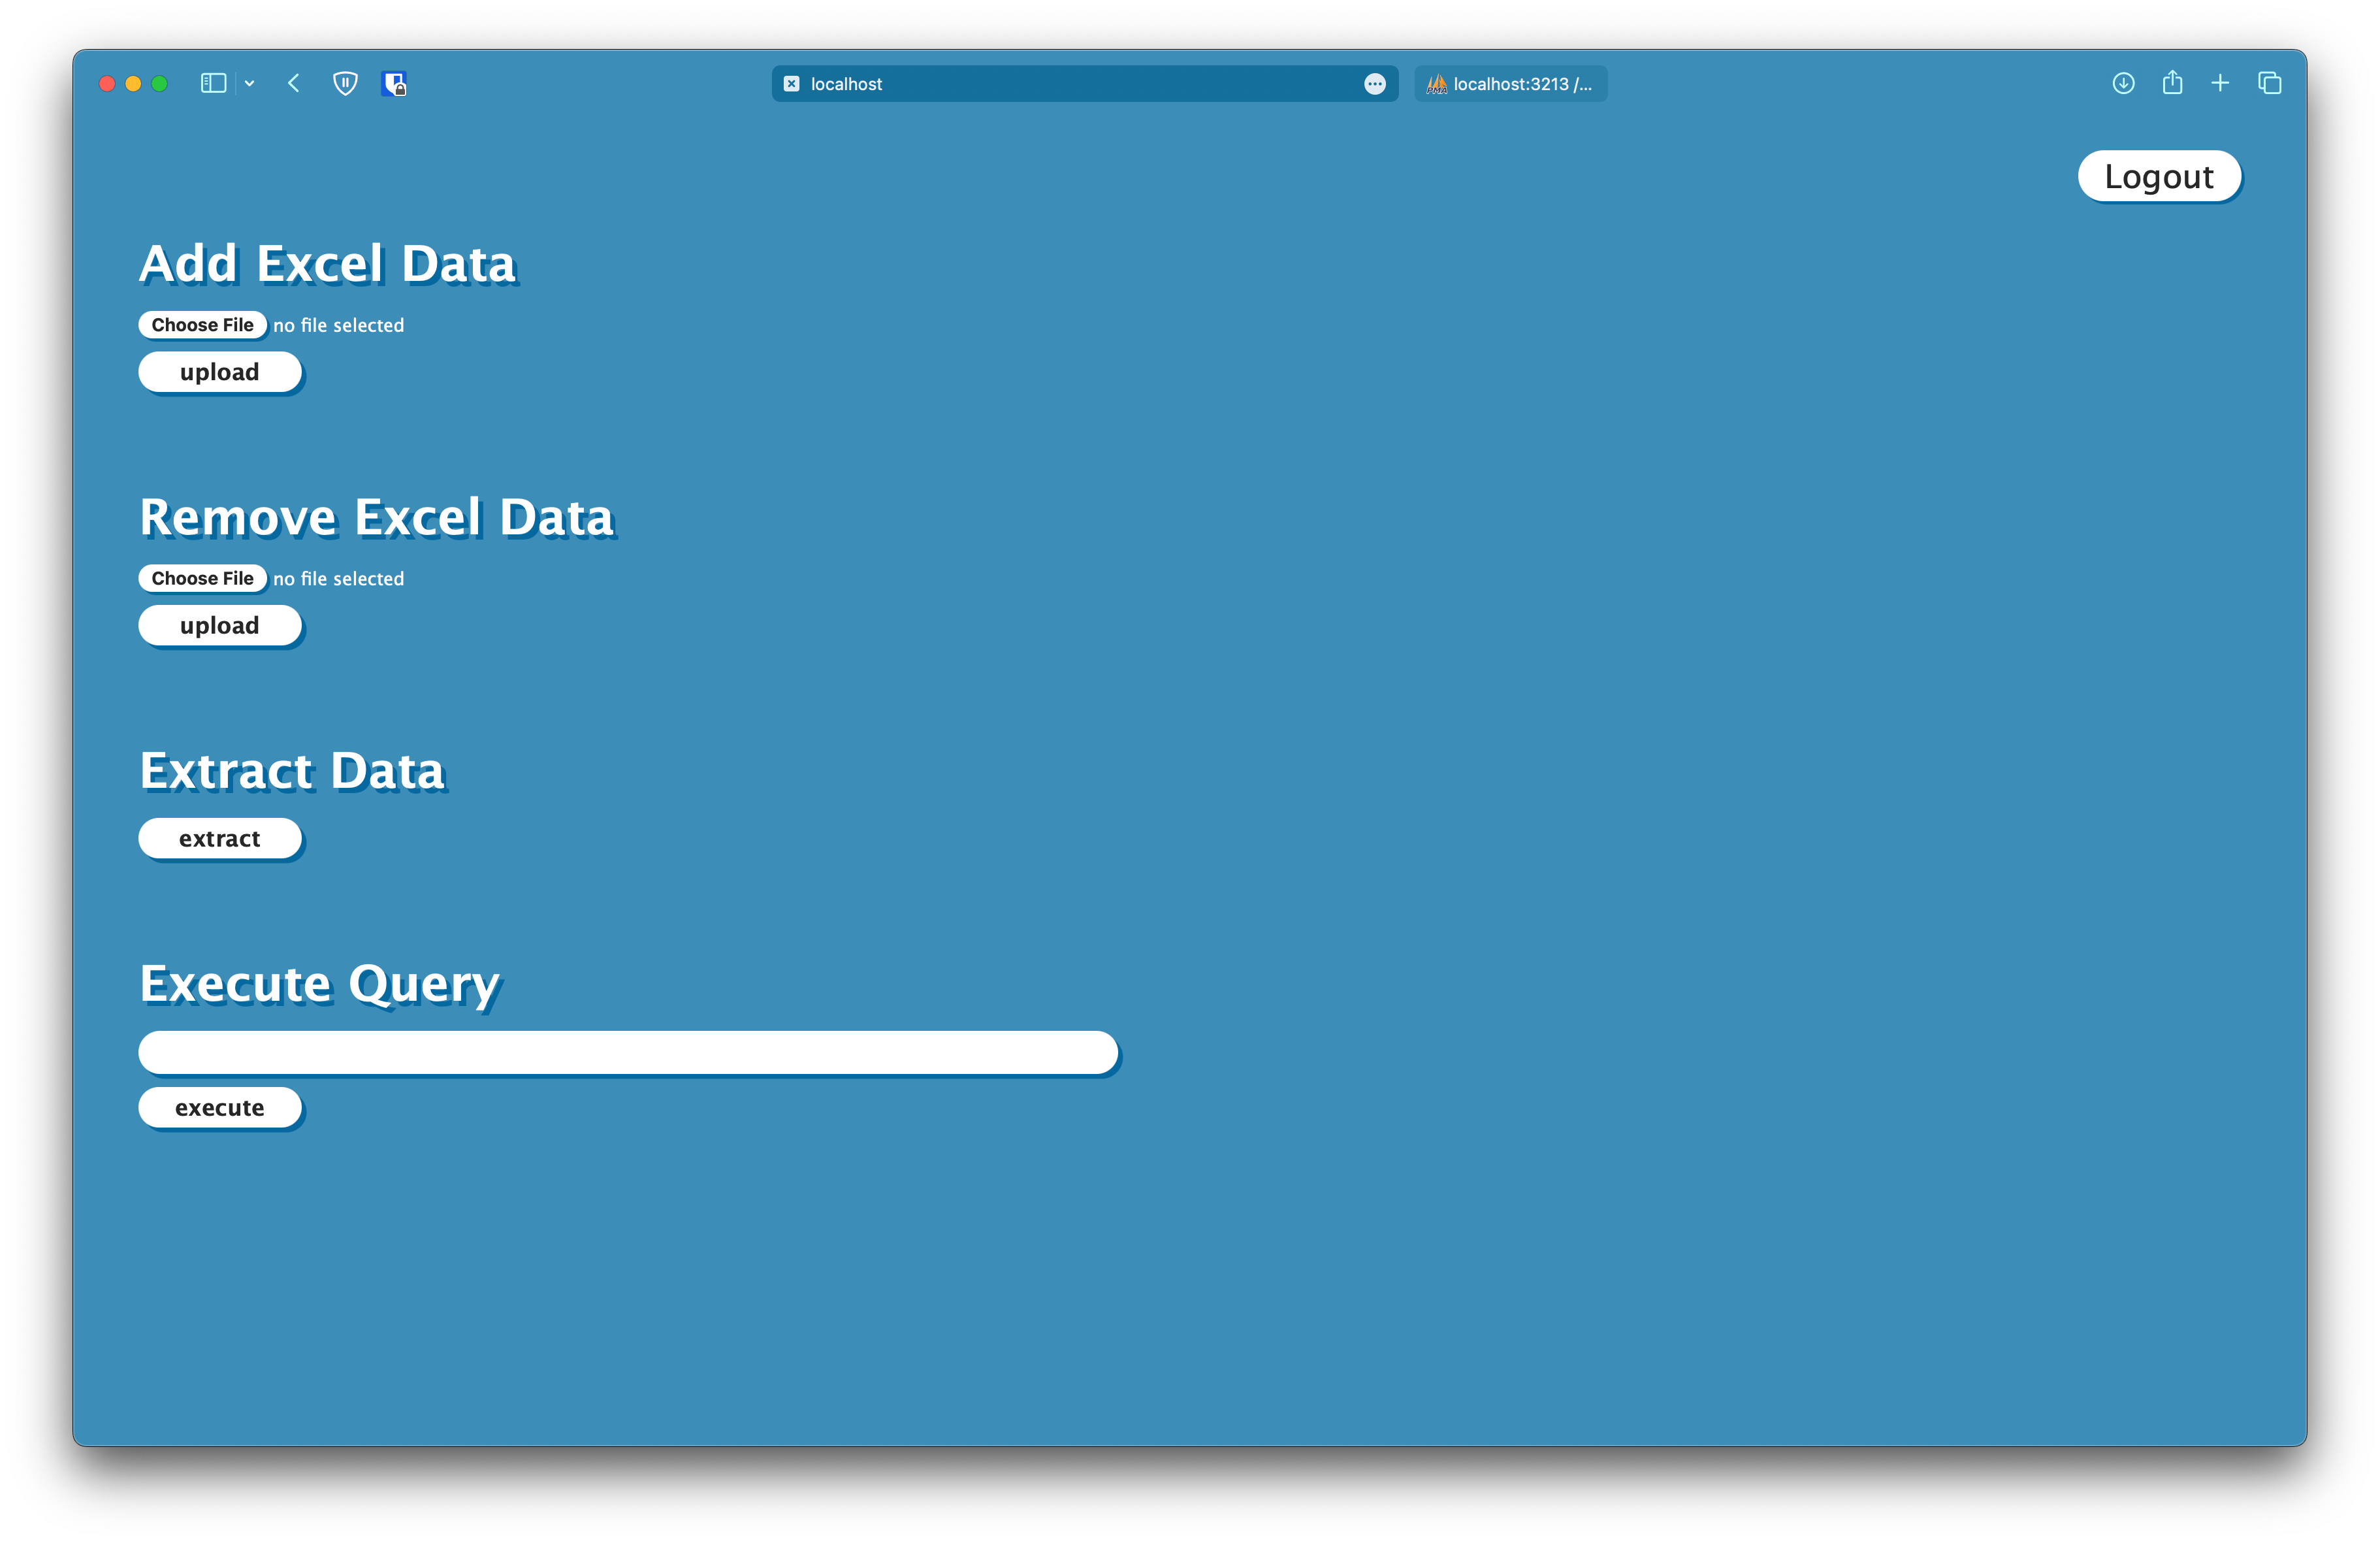 localhost
localhost:3213 /...
Logout
Add Excel Data
Choose File no file selected
upload
Remove Excel Data
Choose File no file selected
upload
Extract Data
extract
Execute Query
execute